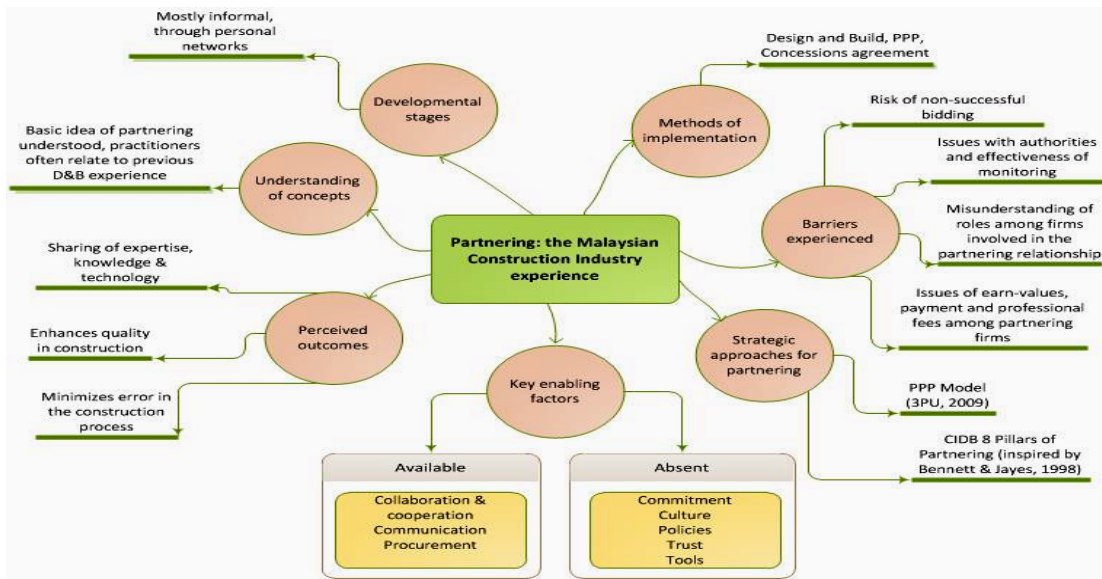 Mostly informal,
through personal
networks
Developmental
stages
Design and Build, PPP,
Concessions agreement
Methods of
implementation
Basic idea of partnering
understood, practitioners
often relate to previous
D&B experience
Understanding
of concepts
Risk of non-successful
bidding
Issues with authorities
and effectiveness of
monitoring
Misunderstanding of
roles among firms
involved in the
partnering relationship
Issues of earn-values,
payment and professional
fees among partnering
firms
Barriers
experienced
Partnering: the Malaysian
Construction Industry
experience
Sharing of expertise,
knowledge &
technology
Enhances quality
in construction
Minimizes error in
the construction
process
Perceived
outcomes
Strategic
approaches for
partnering
PPP Model
(3PU, 2009)
CIDB 8 Pillars of
Partnering (inspired by
Bennett & Jayes, 1998)
Key enabling
factors
Available
Collaboration &
cooperation
Communication
Procurement
Absent
Commitment
Culture
Policies
Trust
Tools